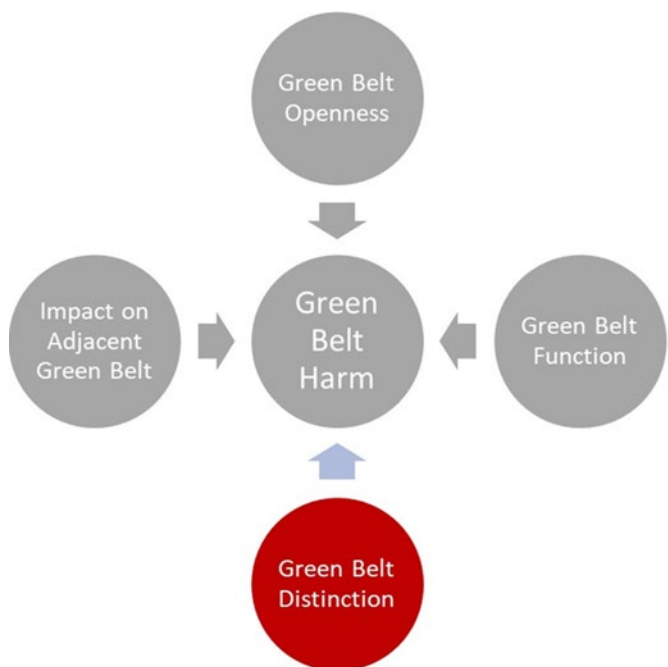 Green Belt
Openness
Impact on
Adjacent
Green Belt
Green
Belt
Harm
Green Belt
Function
Green Belt
Distinction